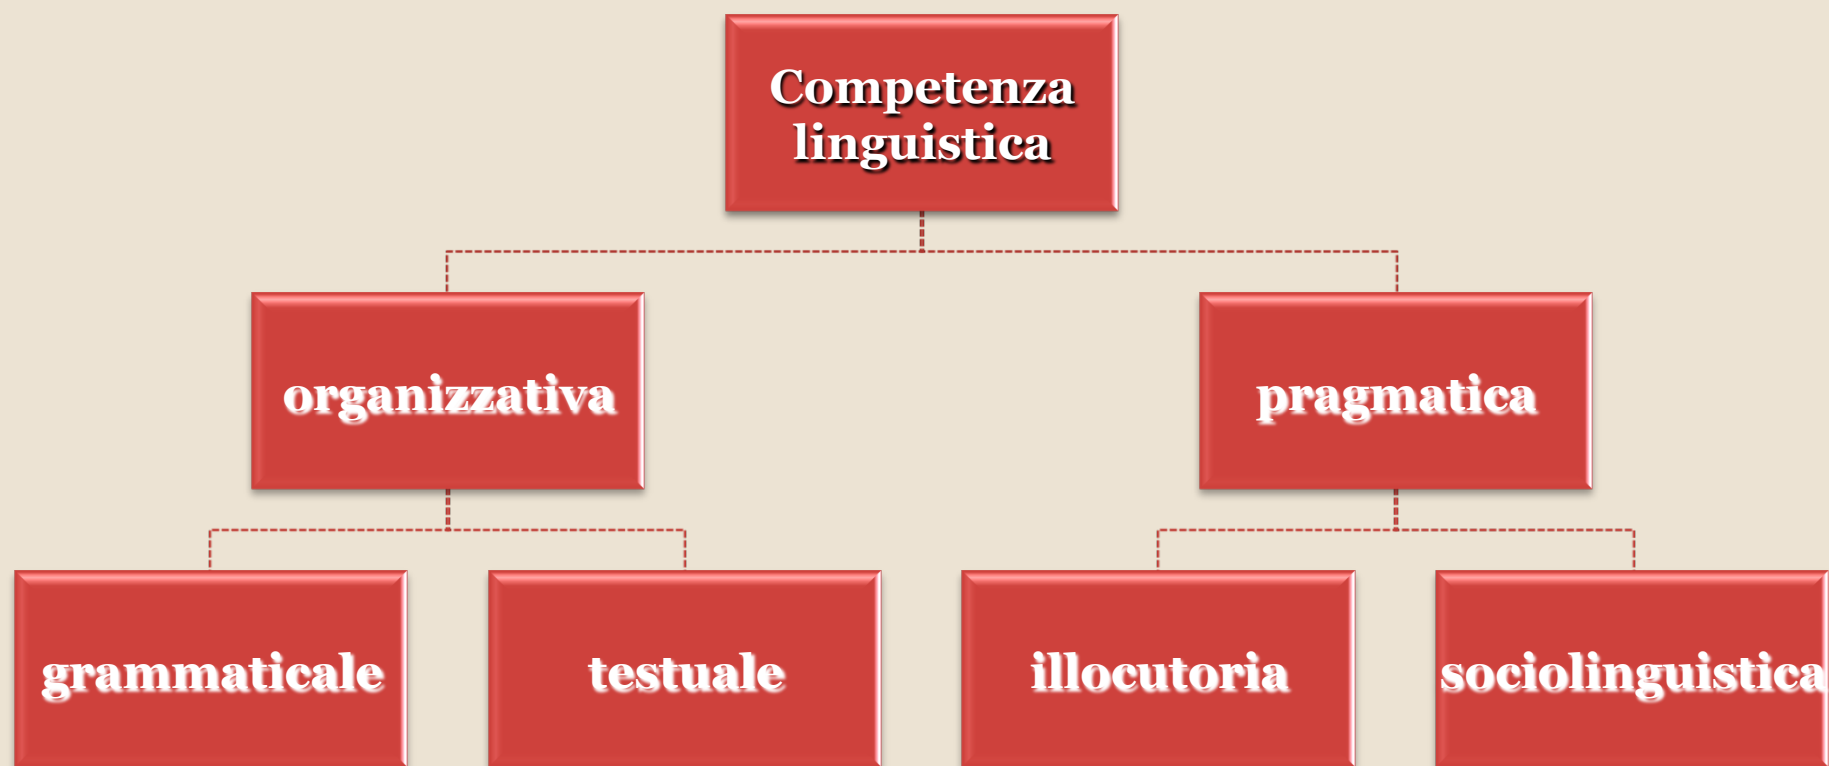 Competenza
linguistica
organizzativa
pragmatica
grammaticale
testuale
illocutoria
sociolinguistica